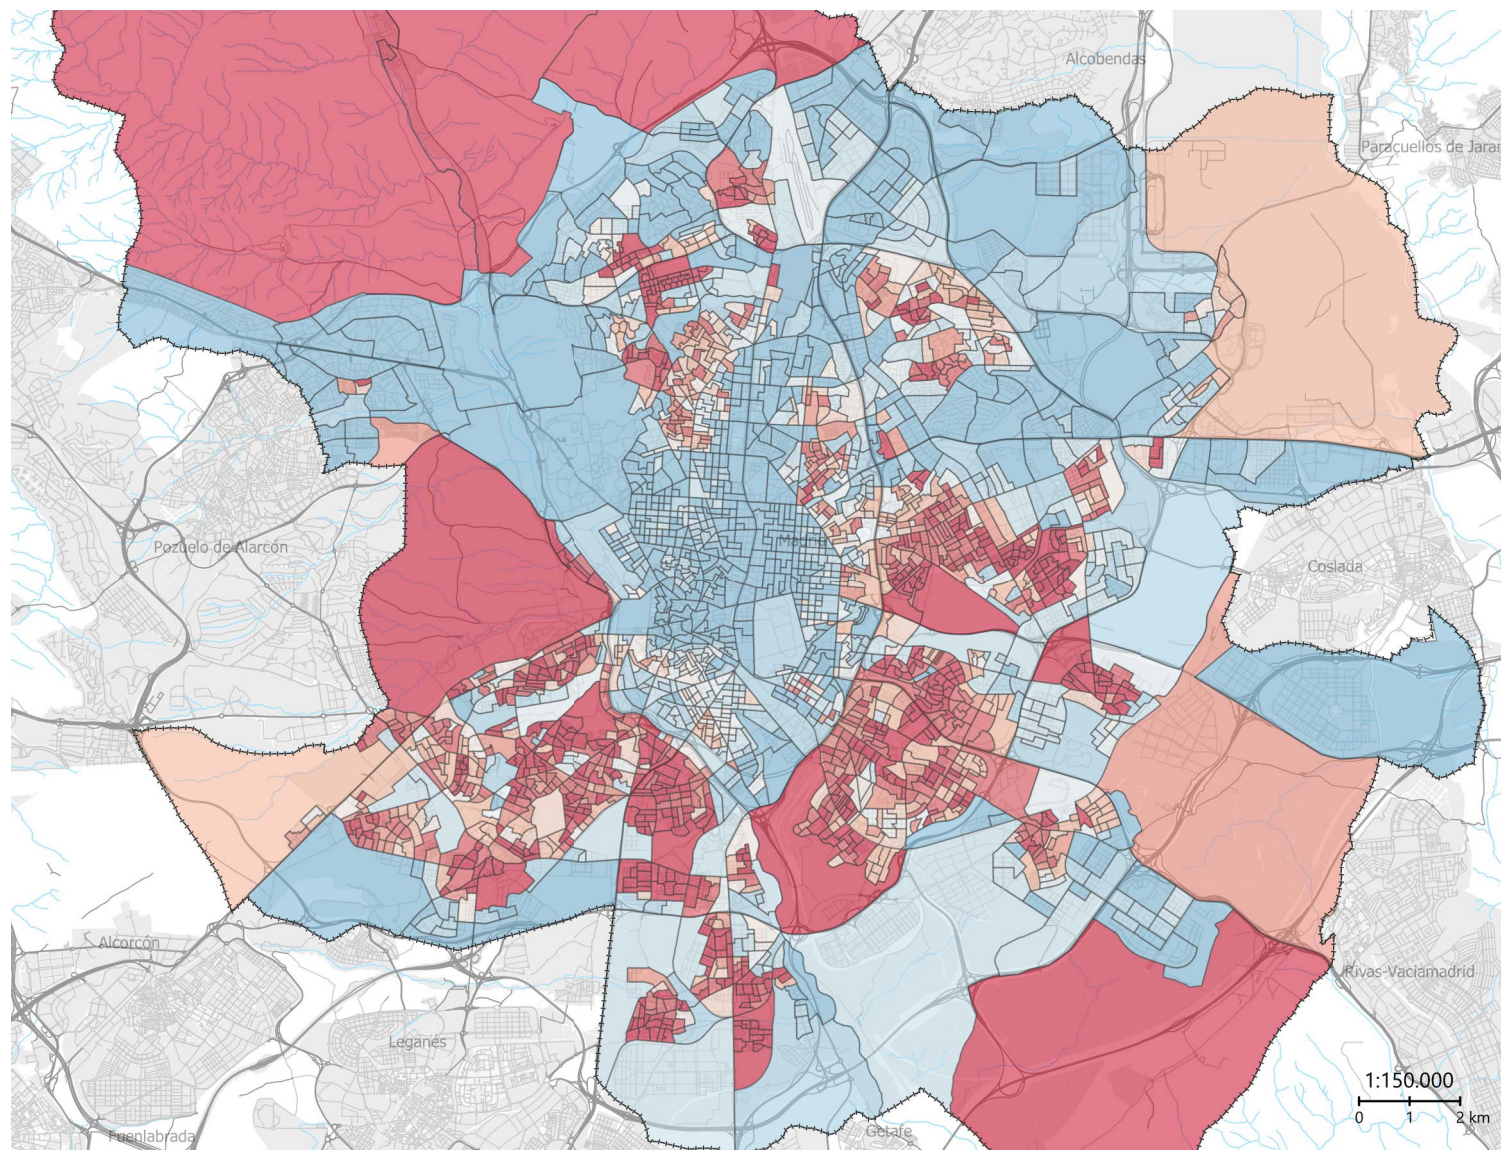 Alcobendas
Paracuellos de Jarar
Pozuelo de Alarcón
Madrid
Coslada
Alcorcón
Rivas-Vaciamadrid
Leganés
Fuenlabrada
Getafe
1:150.000
0 1 2 km